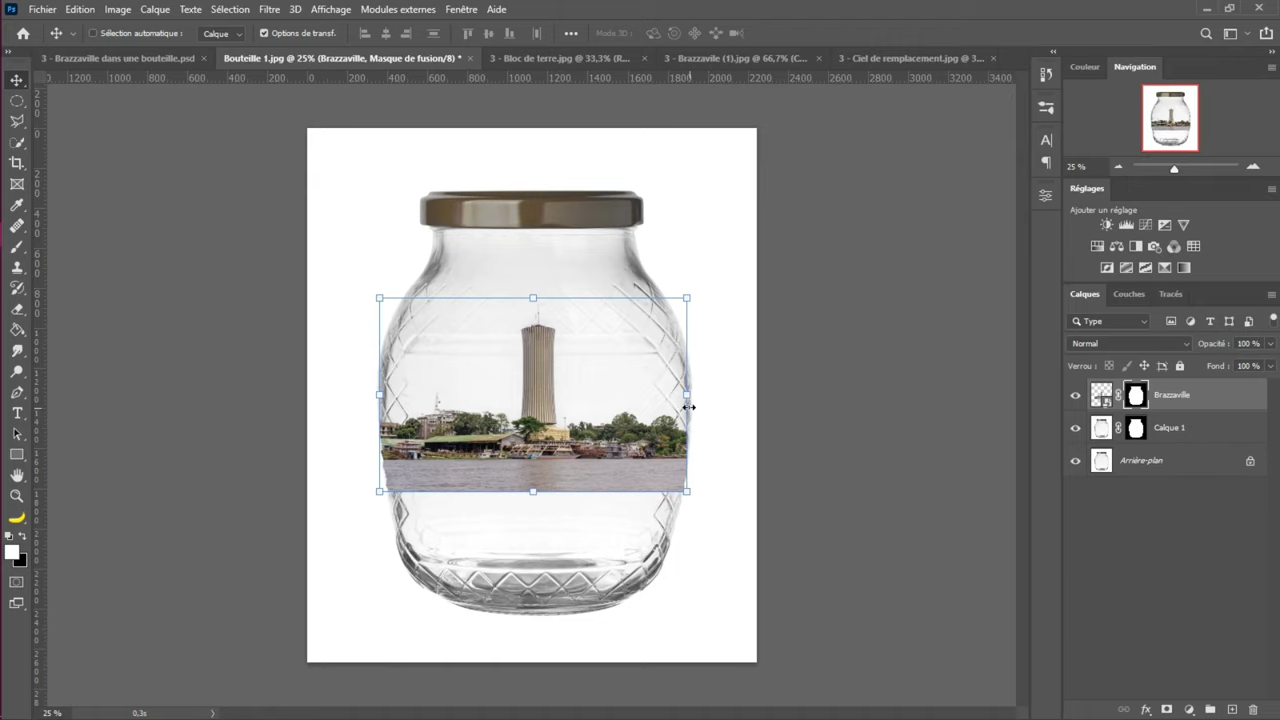 Ps Fichier Edition Image Calque Texte Sélection Filtre 3D Affichage Modules externes Fenêtre Aide
Sélection automatique : Calque Options de transf. Mode 3D :
3 - Brazzaville dans une bouteille.psd × Bouteille 1.jpg @ 25% (Brazzaville, Masque de fusion/8) * × 3 - Bloc de terre.jpg @ 33,3% (R... × 3 - Brazzavile (1).jpg @ 66,7% (C... × 3 - Ciel de remplacement.jpg @ 3... ×
1200 1000 800 600 400 200 0 200 400 600 800 1000 1200 1400 1600 1800 2000 2200 2400 2600 2800 3000 3200 3400
Couleur Navigation
25 %
Réglages
Ajouter un réglage
Calques Couches Tracés
Type
Normal Opacité : 100 %
Verrou : Fond : 100 %
Brazzaville
Calque 1
Arrière-plan
25 % 0,3s